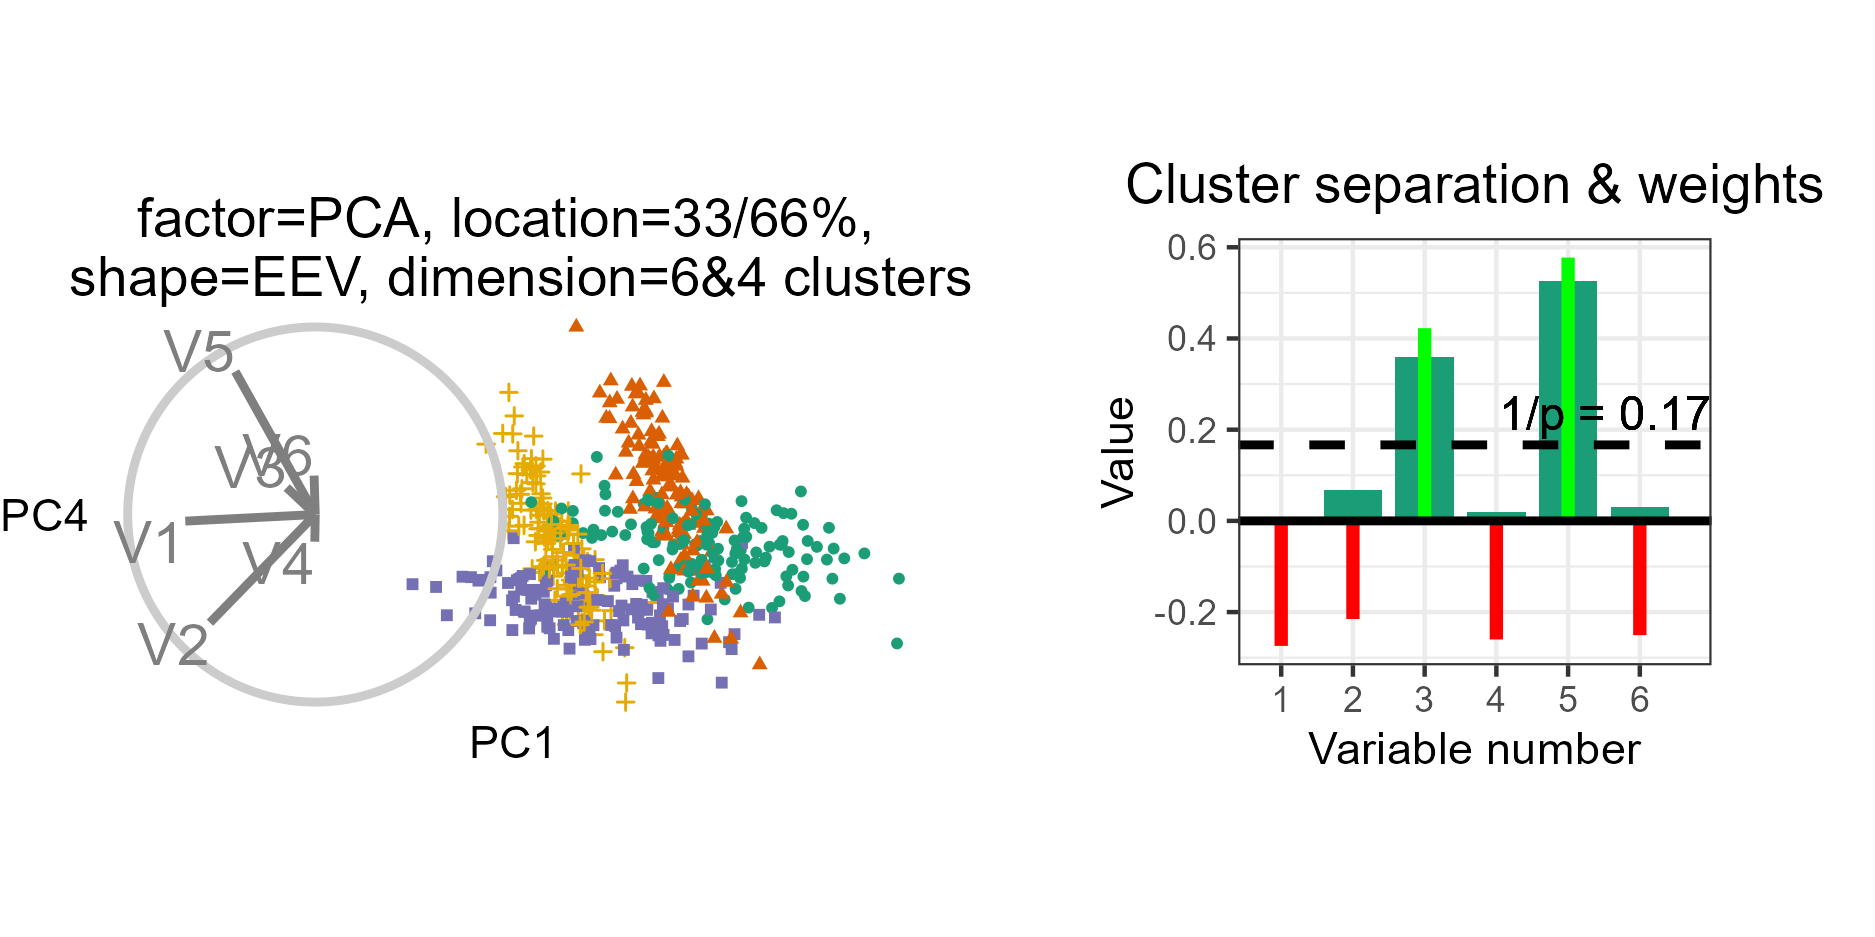 factor=PCA, location=33/66%,
shape=EEV, dimension=6&4 clusters
V5
V6
V3
V1
V4
V2
PC4
PC1
Cluster separation & weights
0.6
0.4
0.2
0.0
-0.2
Value
1/p = 0.17
1 2 3 4 5 6
Variable number